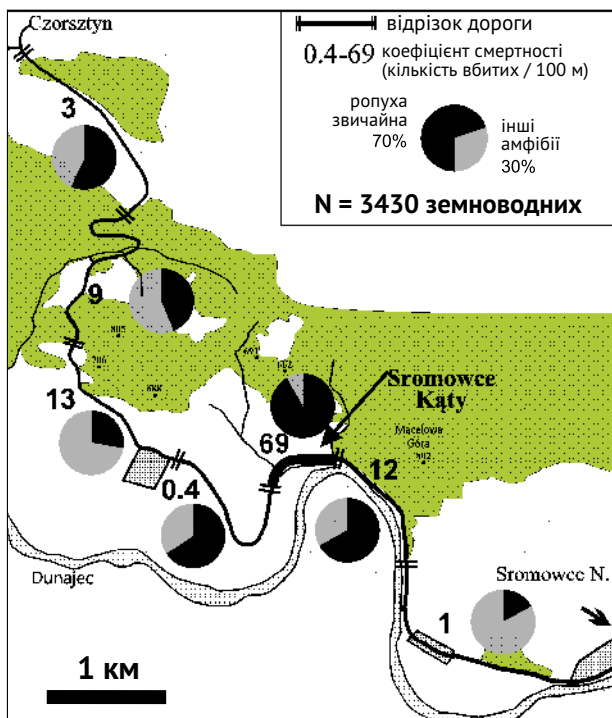 Czorsztyn
відрізок дороги
0.4-69 коефіцієнт смертності
(кількість вбитих / 100 м)
ропуха
звичайна
70%
інші
амфібії
30%
N = 3430 земноводних
3
9
13
0.4
69
12
1
Sromowce
Kąty
Macelowa
Góra
Dunajec
Sromowce N.
1 км